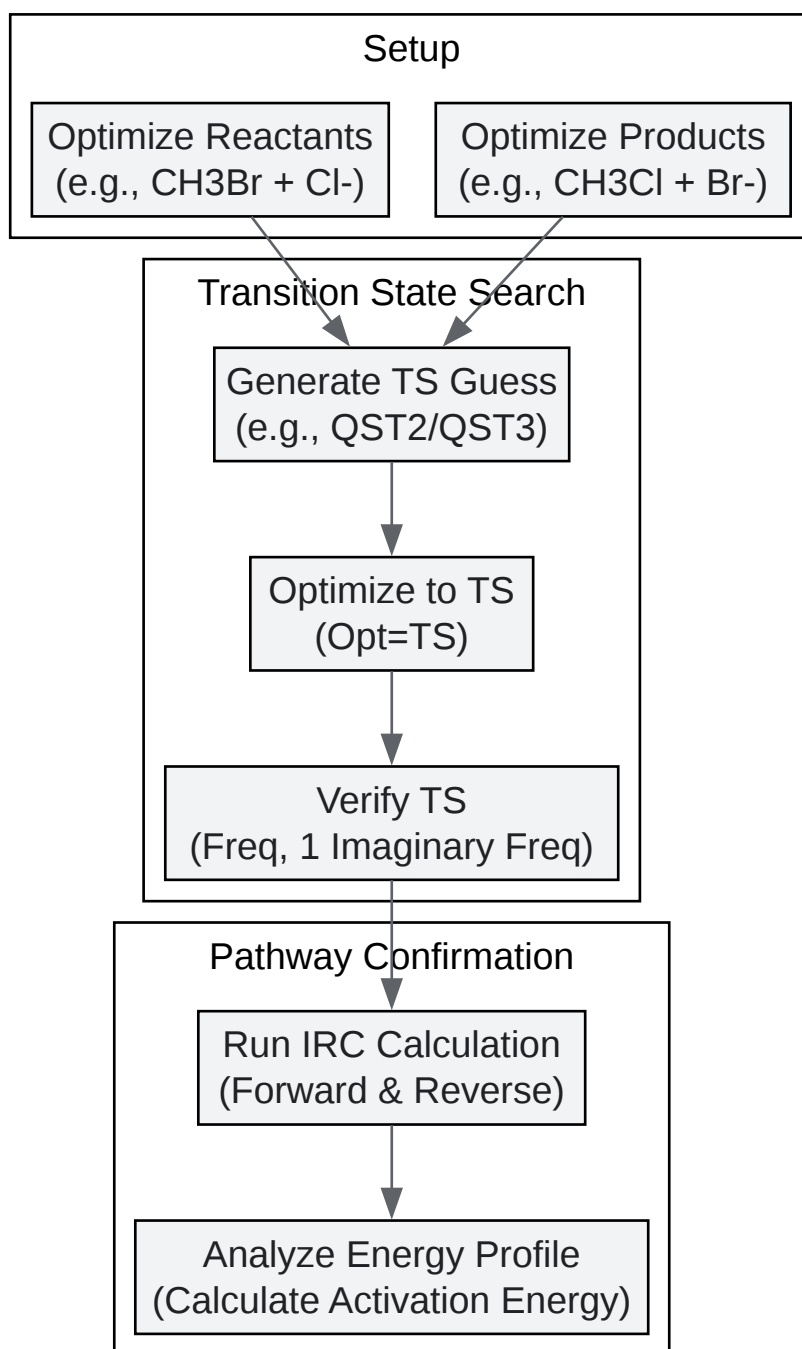 Setup
Optimize Reactants
(e.g., CH3Br + Cl-)
Optimize Products
(e.g., CH3Cl + Br-)
Transition State Search
Generate TS Guess
(e.g., QST2/QST3)
Optimize to TS
(Opt=TS)
Verify TS
(Freq, 1 Imaginary Freq)
Pathway Confirmation
Run IRC Calculation
(Forward & Reverse)
Analyze Energy Profile
(Calculate Activation Energy)